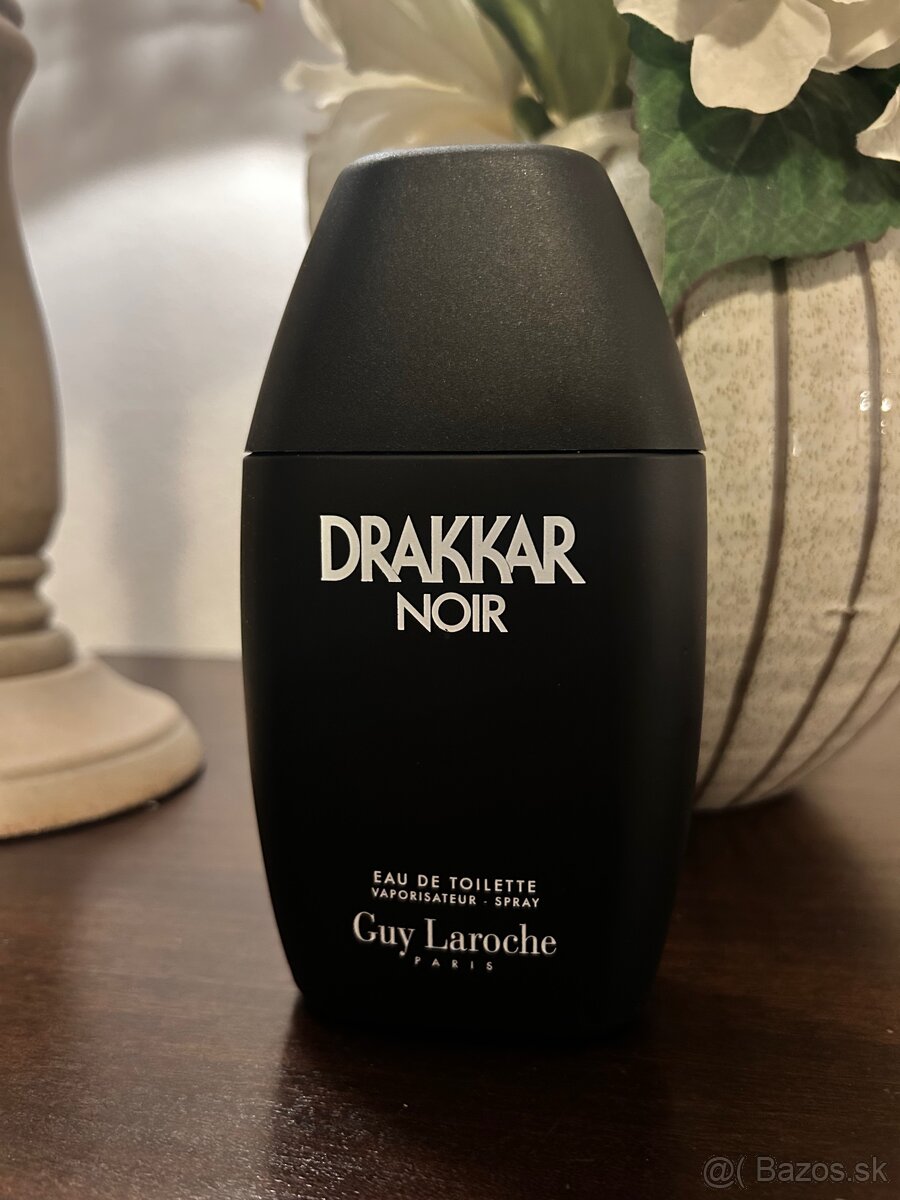 DRAKKAR
NOIR
EAU DE TOILETTE
VAPORISATEUR - SPRAY
Guy Laroche
PARIS
@( Bazos.sk